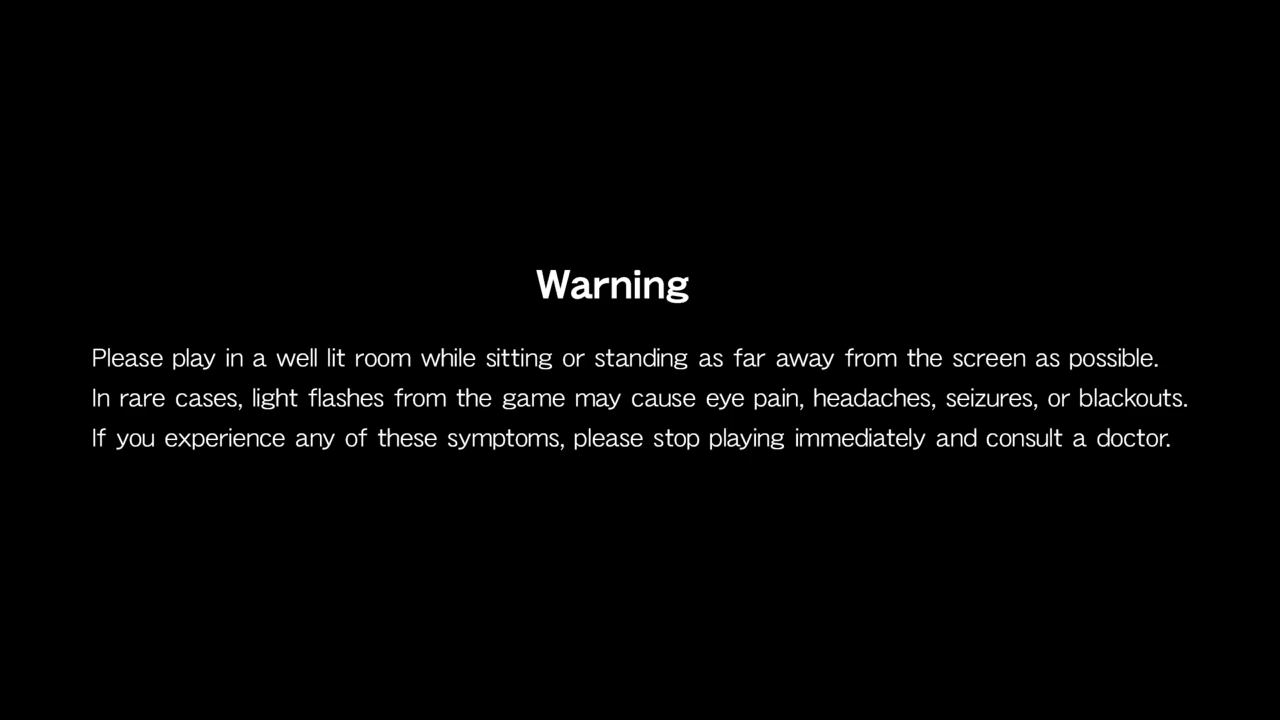 Warning
Please play in a well lit room while sitting or standing as far away from the screen as possible.
In rare cases, light flashes from the game may cause eye pain, headaches, seizures, or blackouts.
If you experience any of these symptoms, please stop playing immediately and consult a doctor.